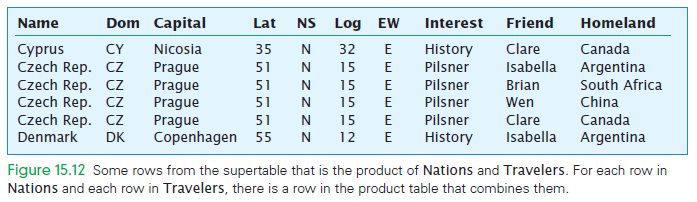 Name Dom Capital Lat NS Log EW Interest Friend Homeland
Cyprus CY Nicosia 35 N 32 E History Clare Canada
Czech Rep. CZ Prague 51 N 15 E Pilsner Isabella Argentina
Czech Rep. CZ Prague 51 N 15 E Pilsner Brian South Africa
Czech Rep. CZ Prague 51 N 15 E Pilsner Wen China
Czech Rep. CZ Prague 51 N 15 E Pilsner Clare Canada
Denmark DK Copenhagen 55 N 12 E History Isabella Argentina
Figure 15.12 Some rows from the supertable that is the product of Nations and Travelers. For each row in
Nations and each row in Travelers, there is a row in the product table that combines them.